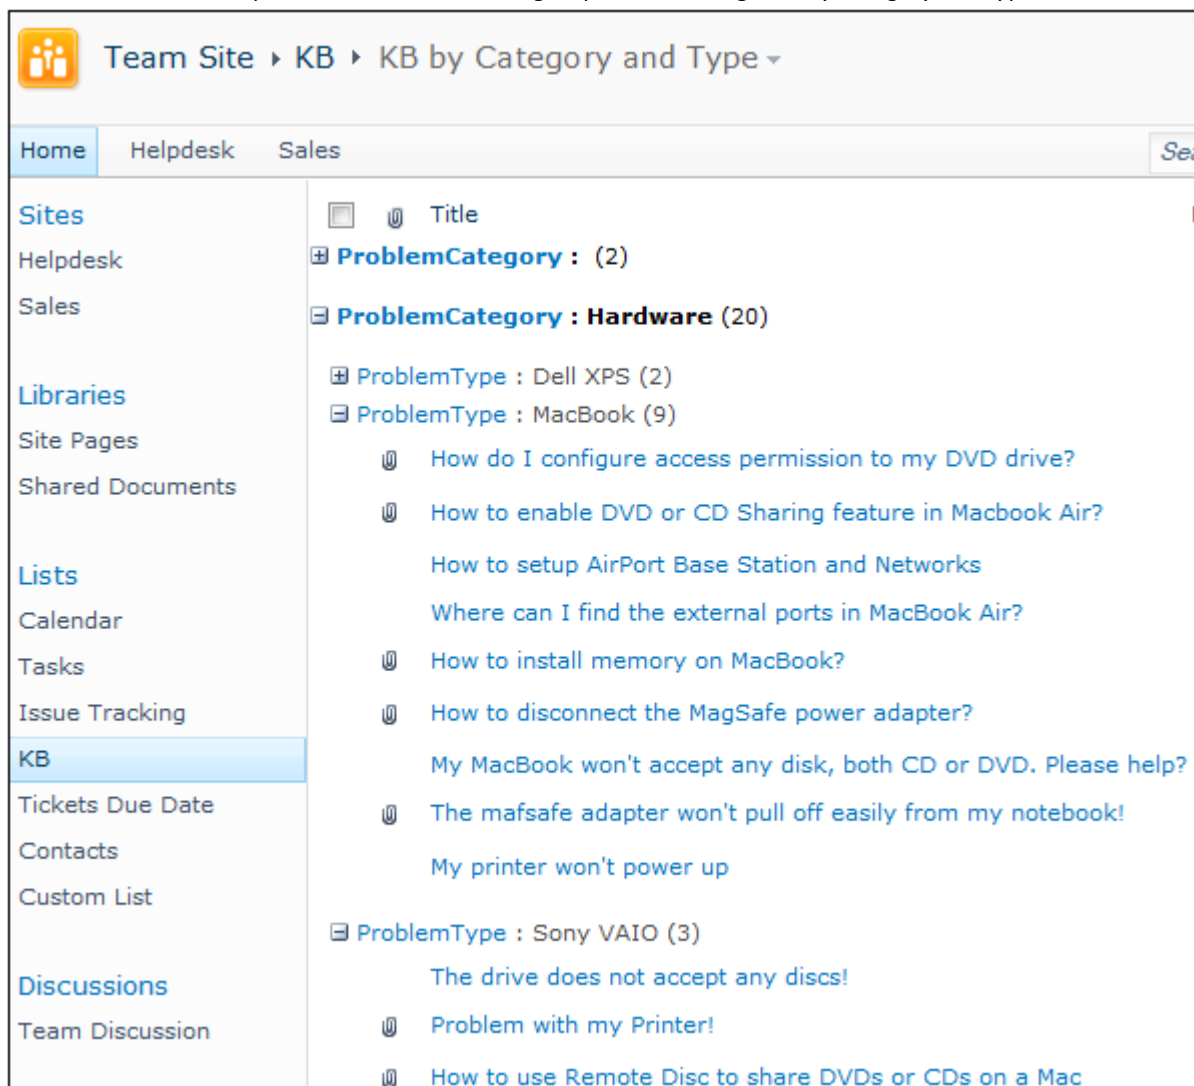 Team Site ▸ KB ▸ KB by Category and Type
Home Helpdesk Sales
Sites
Helpdesk
Sales
Libraries
Site Pages
Shared Documents
Lists
Calendar
Tasks
Issue Tracking
KB
Tickets Due Date
Contacts
Custom List
Discussions
Team Discussion
Title
ProblemCategory : (2)
ProblemCategory : Hardware (20)
ProblemType : Dell XPS (2)
ProblemType : MacBook (9)
How do I configure access permission to my DVD drive?
How to enable DVD or CD Sharing feature in Macbook Air?
How to setup AirPort Base Station and Networks
Where can I find the external ports in MacBook Air?
How to install memory on MacBook?
How to disconnect the MagSafe power adapter?
My MacBook won't accept any disk, both CD or DVD. Please help?
The mafsafe adapter won't pull off easily from my notebook!
My printer won't power up
ProblemType : Sony VAIO (3)
The drive does not accept any discs!
Problem with my Printer!
How to use Remote Disc to share DVDs or CDs on a Mac